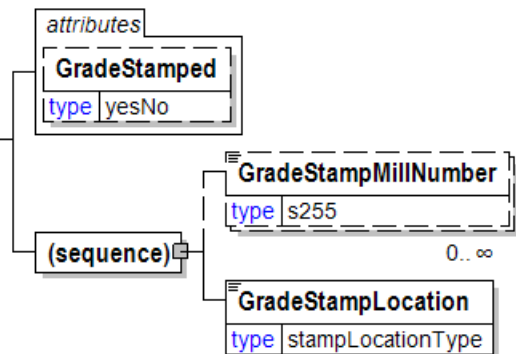 attributes
GradeStamped
type yesNo
GradeStampMillNumber
type s255
0.. ∞
(sequence)
GradeStampLocation
type stampLocationType